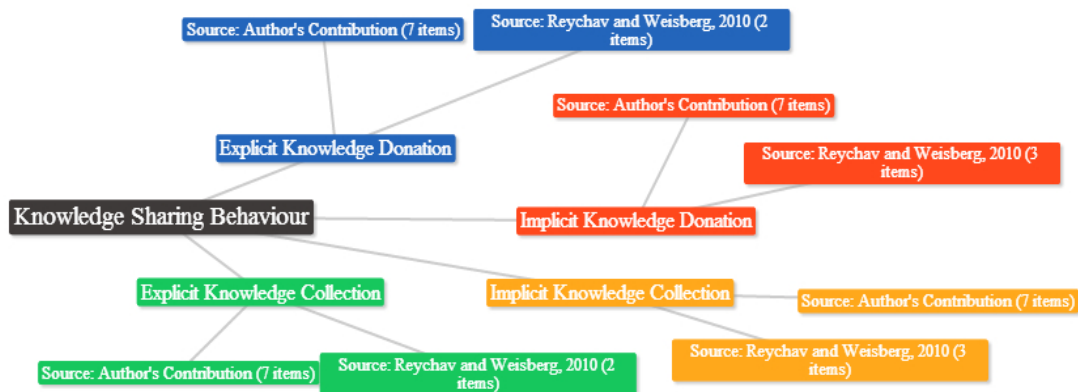 Source: Author's Contribution (7 items)
Source: Reychav and Weisberg, 2010 (2
items)
Source: Author's Contribution (7 items)
Explicit Knowledge Donation
Source: Reychav and Weisberg, 2010 (3
items)
Knowledge Sharing Behaviour
Implicit Knowledge Donation
Explicit Knowledge Collection
Implicit Knowledge Collection
Source: Author's Contribution (7 items)
Source: Reychav and Weisberg, 2010 (3
items)
Source: Author's Contribution (7 items)
Source: Reychav and Weisberg, 2010 (2
items)